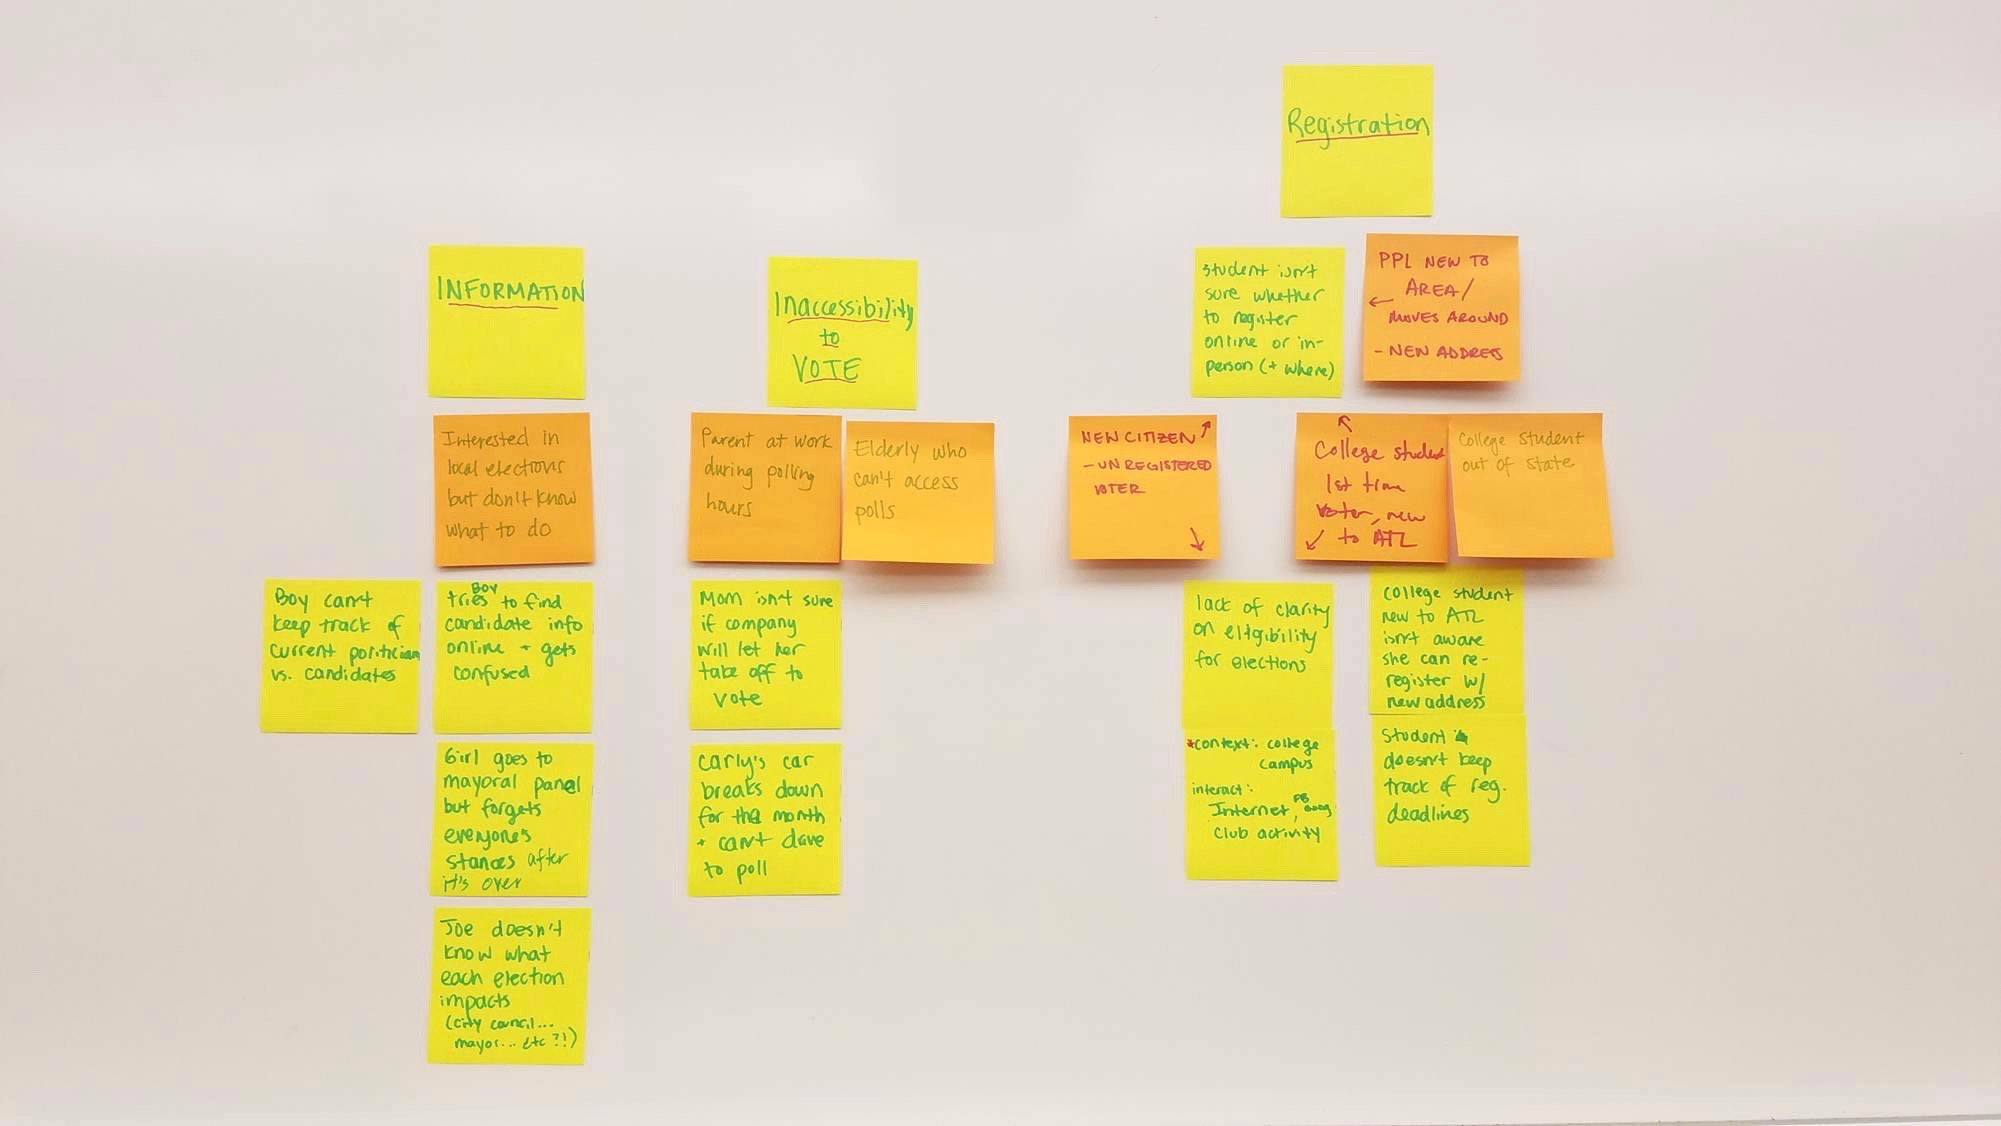 Registration
INFORMATION
Inaccessibility
to
VOTE
Student isn't
sure whether
to register
online or in-
person (+ where)
PPL NEW TO
AREA/
← MOVES AROUND
- NEW ADDRESS
Interested in
local elections
but don't know
what to do
Parent at work
during polling
hours
Elderly who
can't access
polls
NEW CITIZEN
- UNREGISTERED
VOTER
College student
1st time
voter, new
to ATL
College student
out of state
Boy can't
keep track of
current politician
vs. candidates
Boy
tries to find
candidate info
online + gets
confused
Mom isn't sure
if company
will let her
take off to
vote
lack of clarity
on eligibility
for elections
college student
new to ATL
isn't aware
she can re-
register w/
new address
Girl goes to
mayoral panel
but forgets
everyone's
stances after
it's over
Carly's car
breaks down
for the month
+ can't drive
to poll
*context: college
campus
interact:
Internet, FB
club activity
Student
doesn't keep
track of reg.
deadlines
Joe doesn't
know what
each election
impacts
(city council...
mayor... etc ?!)